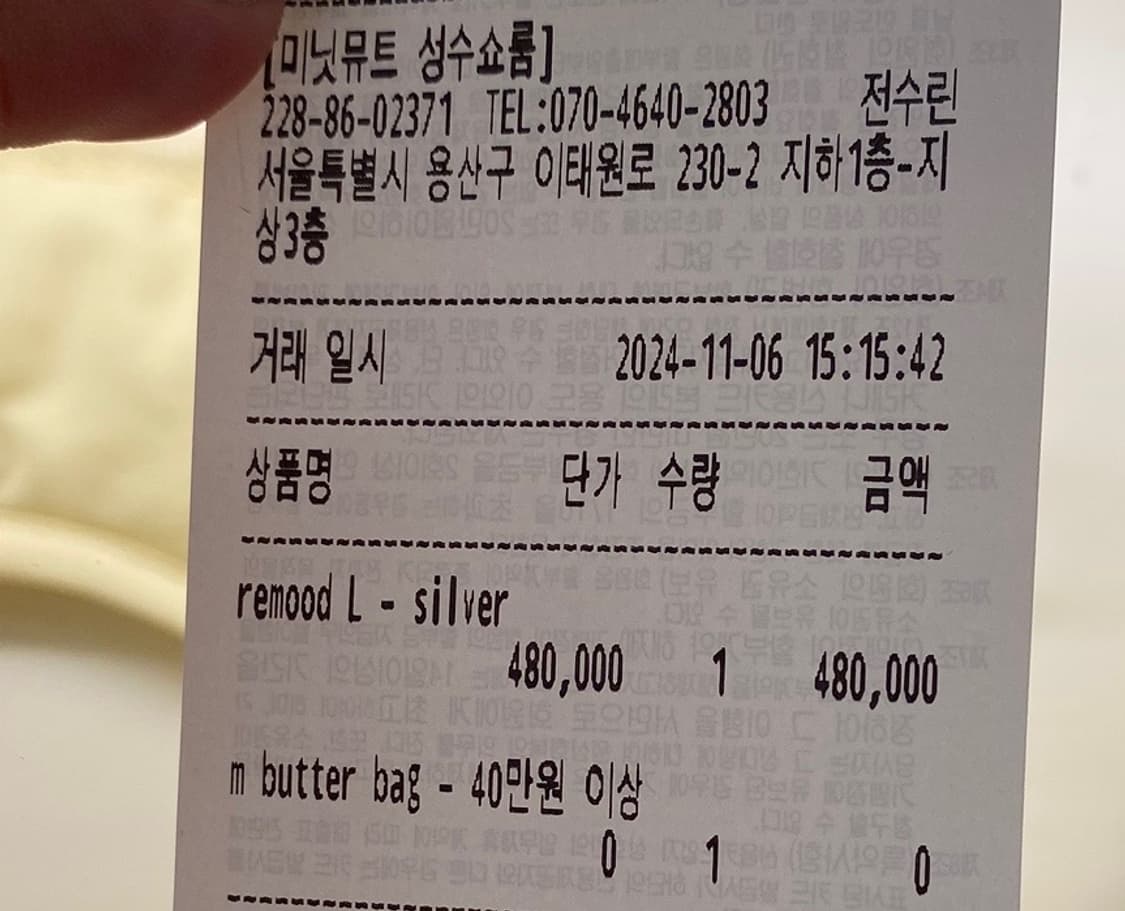 [미닛뮤트 성수쇼룸]
228-86-02371 TEL:070-4640-2803 전수린
서울특별시 용산구 이태원로 230-2 지하1층-지
상3층
거래 일시 2024-11-06 15:15:42
상품명 단가 수량 금액
remood L - silver
480,000 1 480,000
m butter bag - 40만원 이상
0 1 0